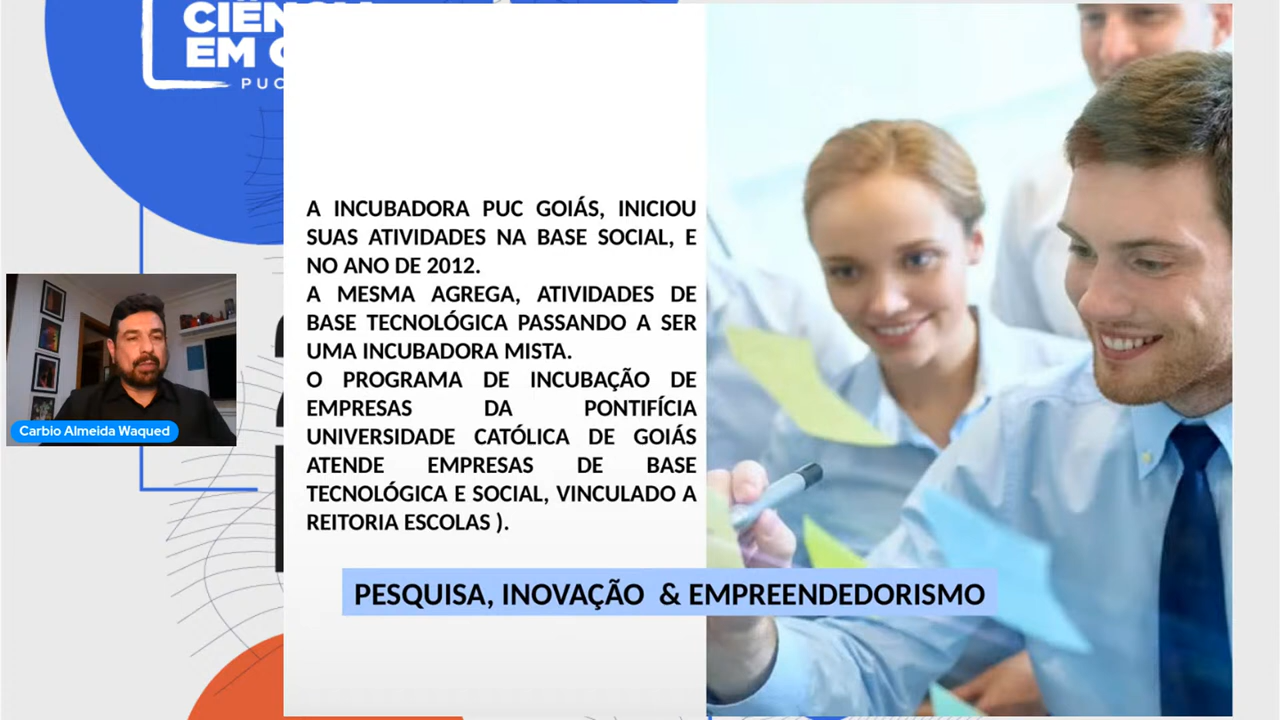 EM
PUC
A INCUBADORA PUC GOIÁS, INICIOU
SUAS ATIVIDADES NA BASE SOCIAL, E
NO ANO DE 2012.
A MESMA AGREGA, ATIVIDADES DE
BASE TECNOLÓGICA PASSANDO A SER
UMA INCUBADORA MISTA.
O PROGRAMA DE INCUBAÇÃO DE
EMPRESAS DA PONTIFÍCIA
UNIVERSIDADE CATÓLICA DE GOIÁS
ATENDE EMPRESAS DE BASE
TECNOLÓGICA E SOCIAL, VINCULADO A
REITORIA ESCOLAS ).
Carbio Almeida Waqued
PESQUISA, INOVAÇÃO & EMPREENDEDORISMO